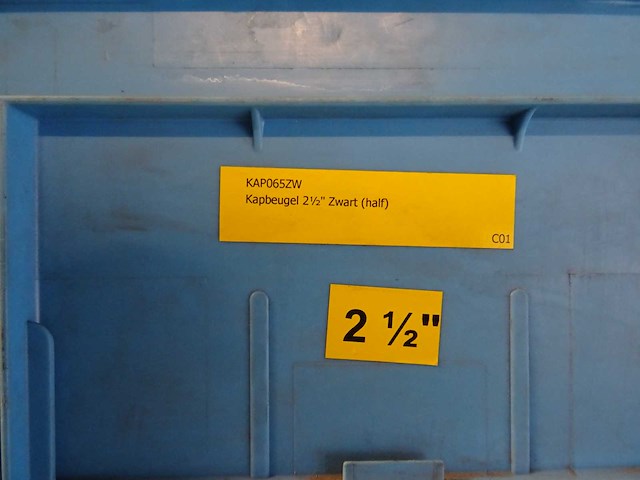 KAP065ZW
Kapbeugel 2½" Zwart (half)
C01
2 ½"